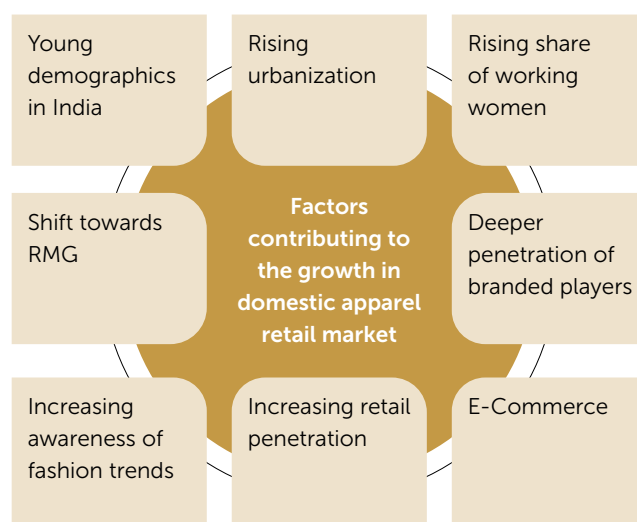 Young
demographics
in India
Rising
urbanization
Rising share
of working
women
Shift towards
RMG
Factors
contributing to
the growth in
domestic apparel
retail market
Deeper
penetration of
branded players
Increasing
awareness of
fashion trends
Increasing retail
penetration
E-Commerce